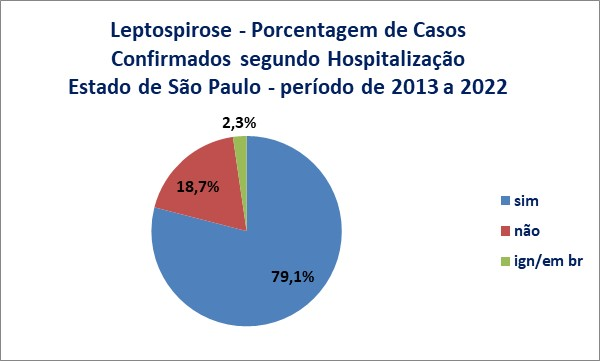 Leptospirose - Porcentagem de Casos
Confirmados segundo Hospitalização
Estado de São Paulo - período de 2013 a 2022
2,3%
18,7%
79,1%
sim
não
ign/em br